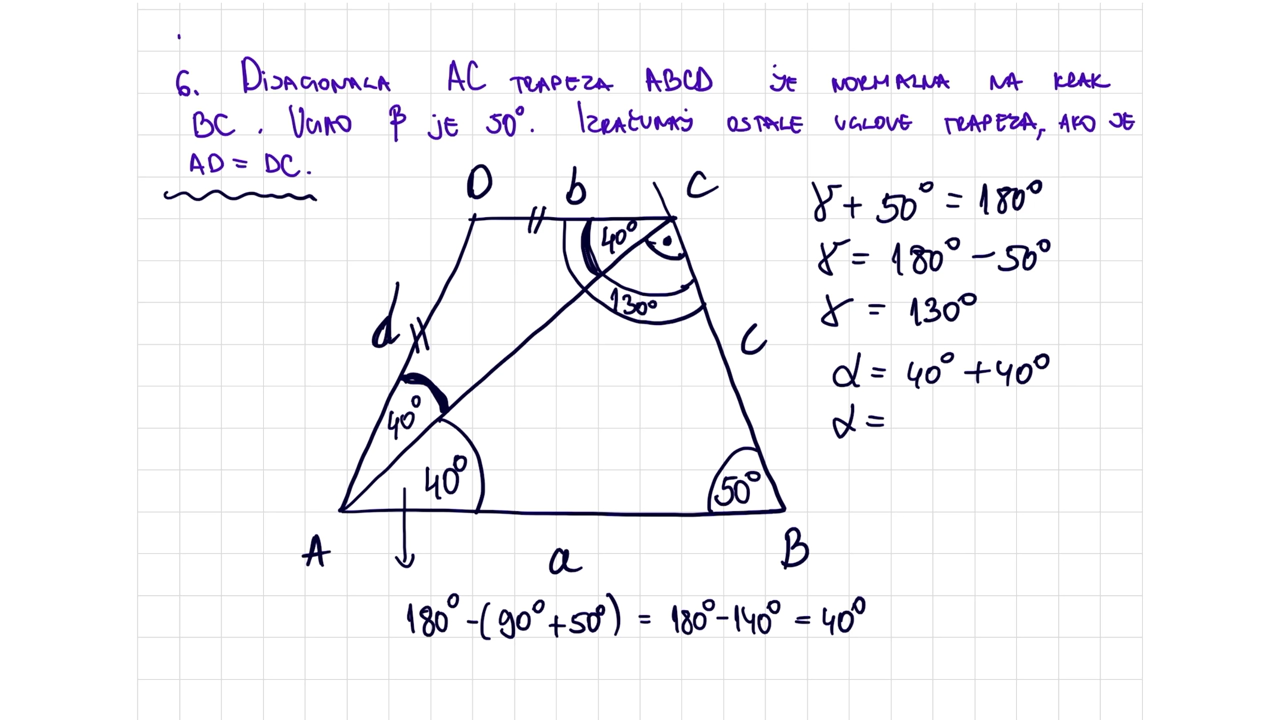 6. DIJAGONALA AC TRAPEZA ABCD JE NORMALNA NA KRAK
BC. UGAO β JE 50°. IZRAČUNAJ OSTALE UGLOVE TRAPEZA, AKO JE
AD = DC.
D b C
γ + 50° = 180°
40°
γ = 180° - 50°
130°
γ = 130°
d
c
α = 40° + 40°
40°
α =
40°
50°
A a B
180° - (90° + 50°) = 180° - 140° = 40°